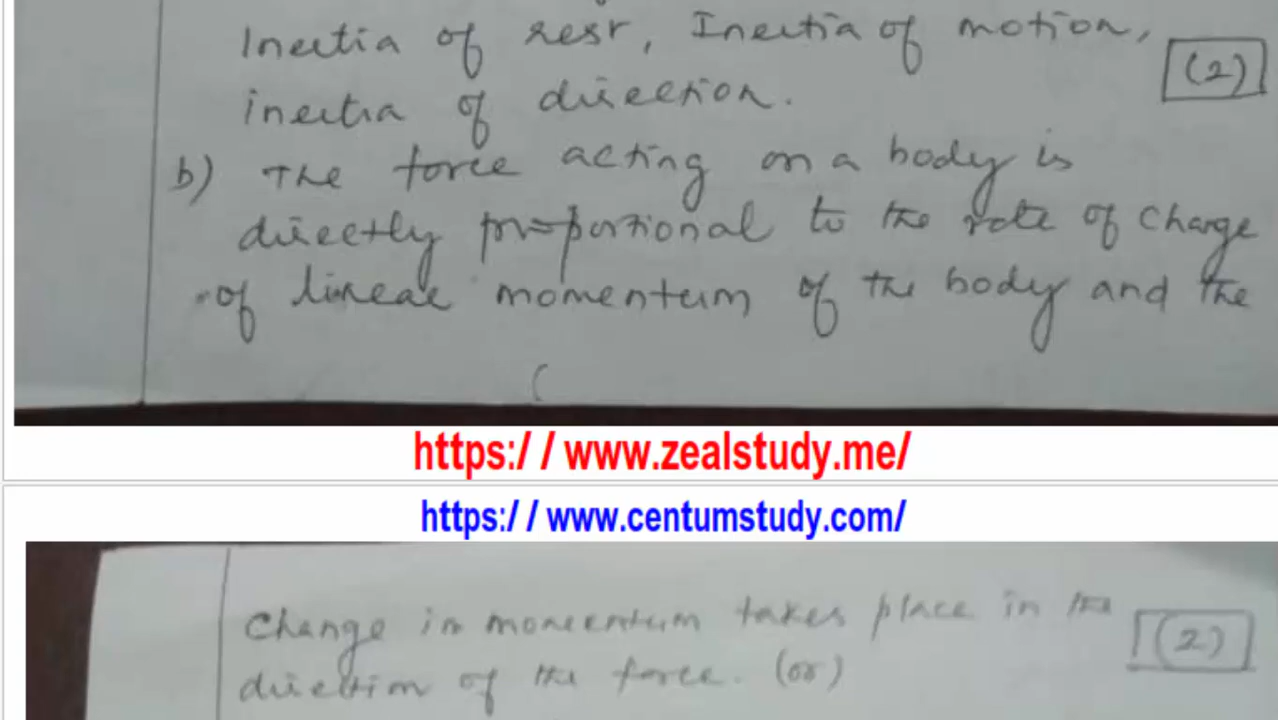 Inertia of rest, Inertia of motion,
(2)
inertia of direction.
b) The force acting on a body is
directly proportional to the rate of change
of linear momentum of the body and the
https:/ / www.zealstudy.me/
https:/ / www.centumstudy.com/
Change in momentum takes place in the
(2)
direction of the force. (or)